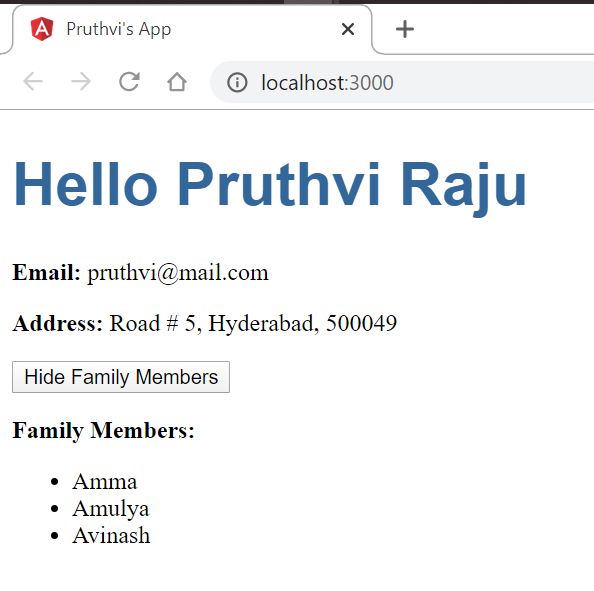 Pruthvi's App
localhost:3000
Hello Pruthvi Raju
Email: pruthvi@mail.com
Address: Road # 5, Hyderabad, 500049
Hide Family Members
Family Members:
Amma
Amulya
Avinash